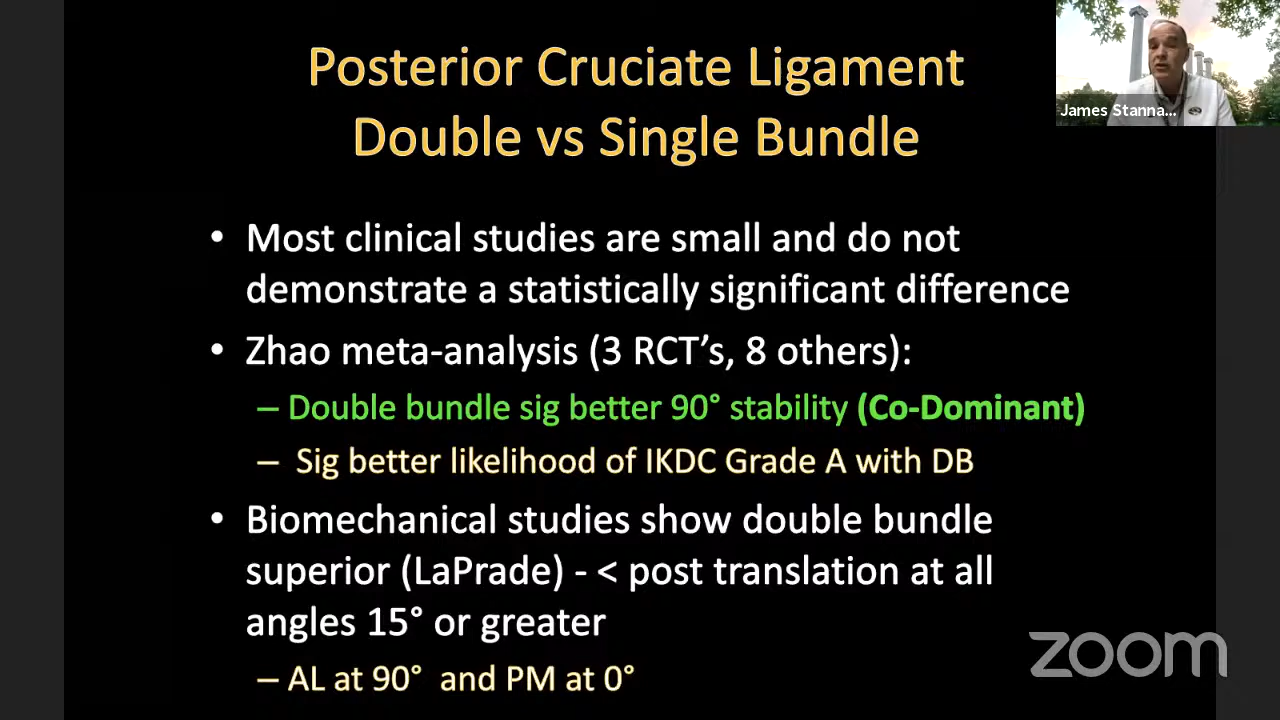 Posterior Cruciate Ligament
Double vs Single Bundle
James Stanna...
• Most clinical studies are small and do not
demonstrate a statistically significant difference
• Zhao meta-analysis (3 RCT’s, 8 others):
– Double bundle sig better 90° stability (Co-Dominant)
– Sig better likelihood of IKDC Grade A with DB
• Biomechanical studies show double bundle
superior (LaPrade) - < post translation at all
angles 15° or greater
– AL at 90° and PM at 0°
zoom